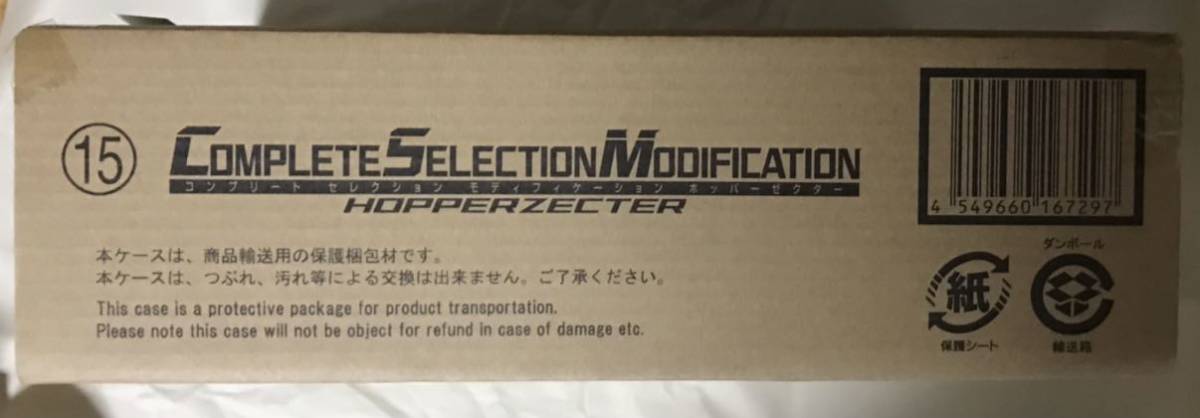 15
COMPLETE SELECTION MODIFICATION
コンプリート セレクション モディフィケーション ホッパーゼクター
HOPPERZECTER
本ケースは、商品輸送用の保護梱包材です。
本ケースは、つぶれ、汚れ等による交換は出来ません。ご了承ください。
This case is a protective package for product transportation.
Please note this case will not be object for refund in case of damage etc.
4 549660 167297
紙
保護シート
ダンボール
輸送箱